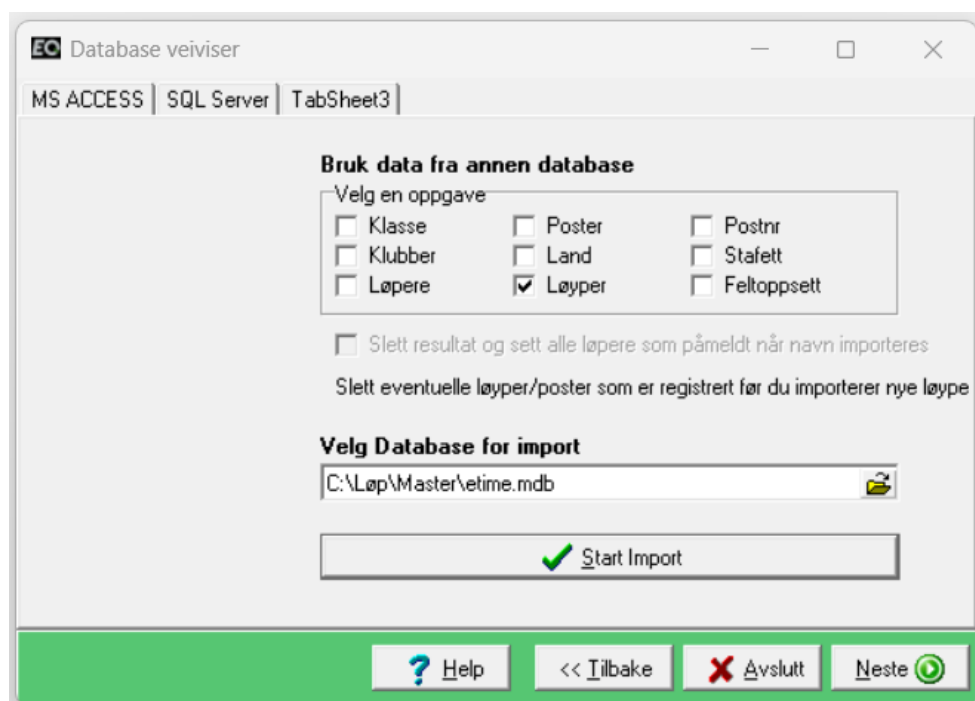 EQ Database veiviser
MS ACCESS SQL Server TabSheet3
Bruk data fra annen database
Velg en oppgave
Klasse Poster Postnr
Klubber Land Stafett
Løpere Løyper Feltoppsett
Slett resultat og sett alle løpere som påmeldt når navn importeres
Slett eventuelle løyper/poster som er registrert før du importerer nye løype
Velg Database for import
C:\Løp\Master\etime.mdb
Start Import
? Help << Tilbake Avslutt Neste